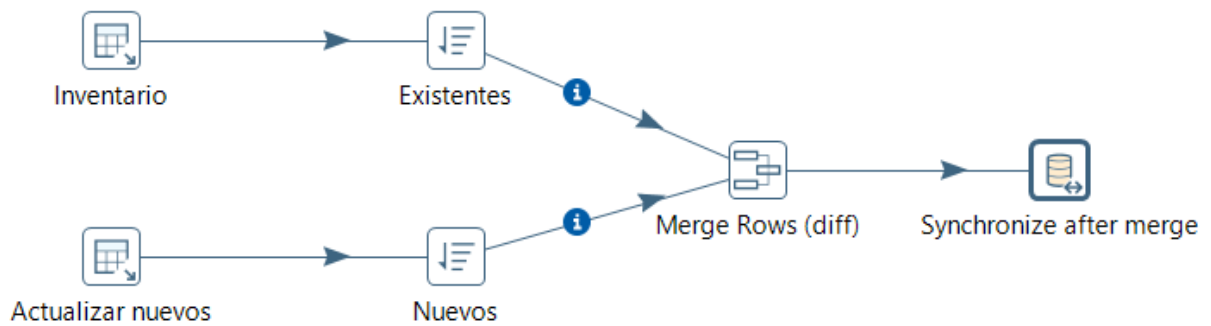 Inventario
Existentes
Merge Rows (diff)
Synchronize after merge
Actualizar nuevos
Nuevos